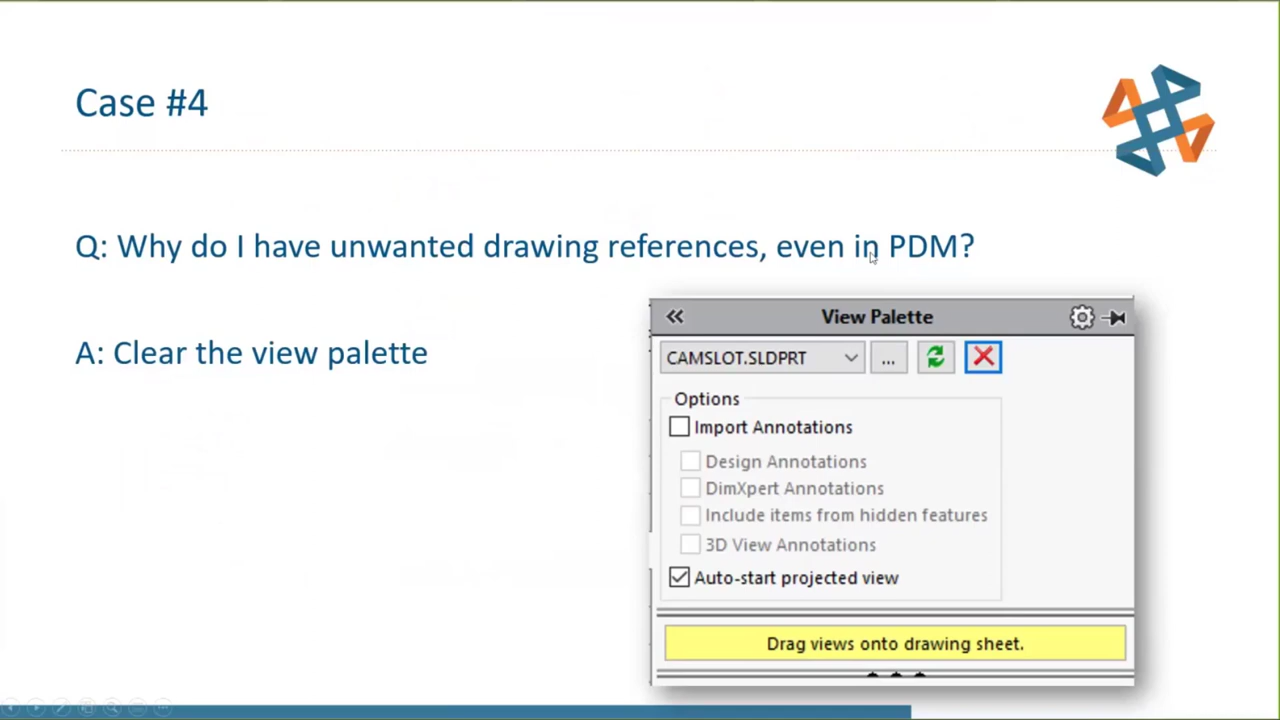 Case #4
Q: Why do I have unwanted drawing references, even in PDM?
A: Clear the view palette
View Palette
CAMSLOT.SLDPRT
...
Options
Import Annotations
Design Annotations
DimXpert Annotations
Include items from hidden features
3D View Annotations
Auto-start projected view
Drag views onto drawing sheet.